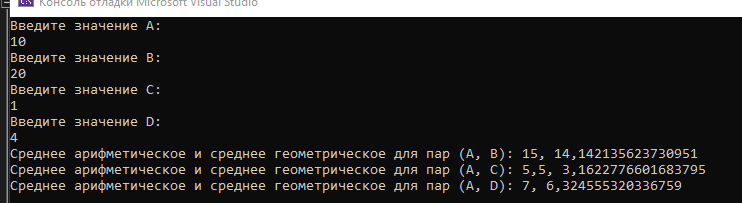 Консоль отладки Microsoft Visual Studio
Введите значение A:
10
Введите значение B:
20
Введите значение C:
1
Введите значение D:
4
Среднее арифметическое и среднее геометрическое для пар (A, B): 15, 14,142135623730951
Среднее арифметическое и среднее геометрическое для пар (A, C): 5,5, 3,1622776601683795
Среднее арифметическое и среднее геометрическое для пар (A, D): 7, 6,324555320336759